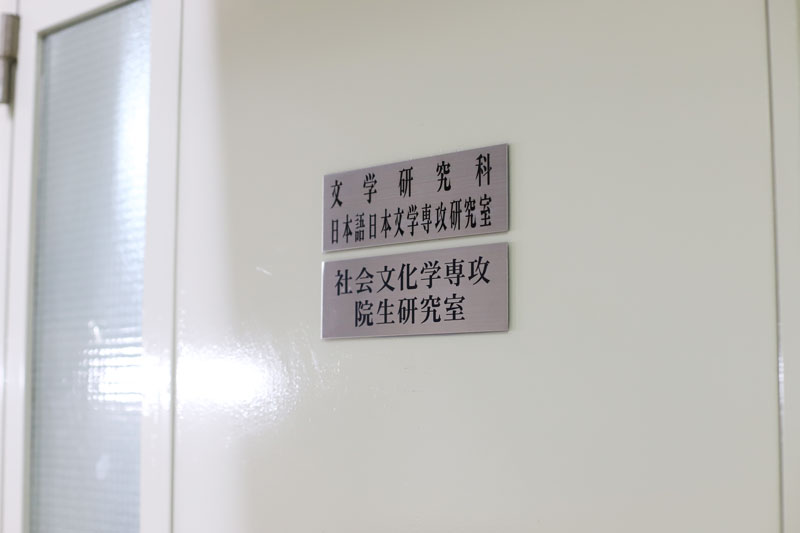 文学研究科
日本語日本文学専攻研究室
社会文化学専攻
院生研究室